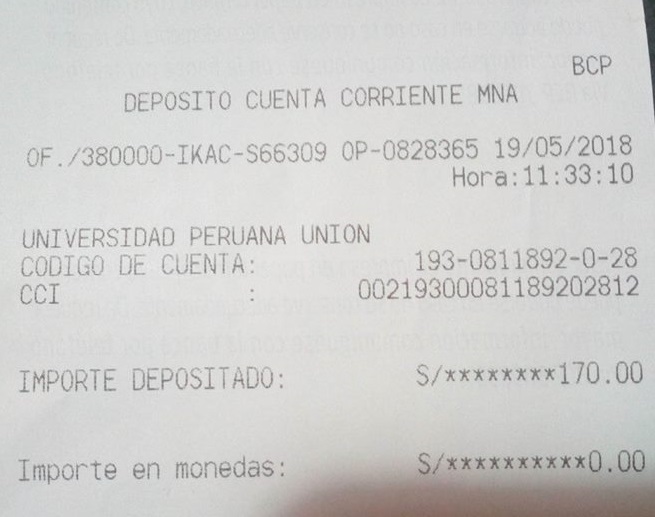 BCP
DEPOSITO CUENTA CORRIENTE MNA
OF./380000-IKAC-S66309 OP-0828365 19/05/2018
Hora:11:33:10
UNIVERSIDAD PERUANA UNION
CODIGO DE CUENTA: 193-0811892-0-28
CCI : 00219300081189202812
IMPORTE DEPOSITADO: S/********170.00
Importe en monedas: S/**********0.00